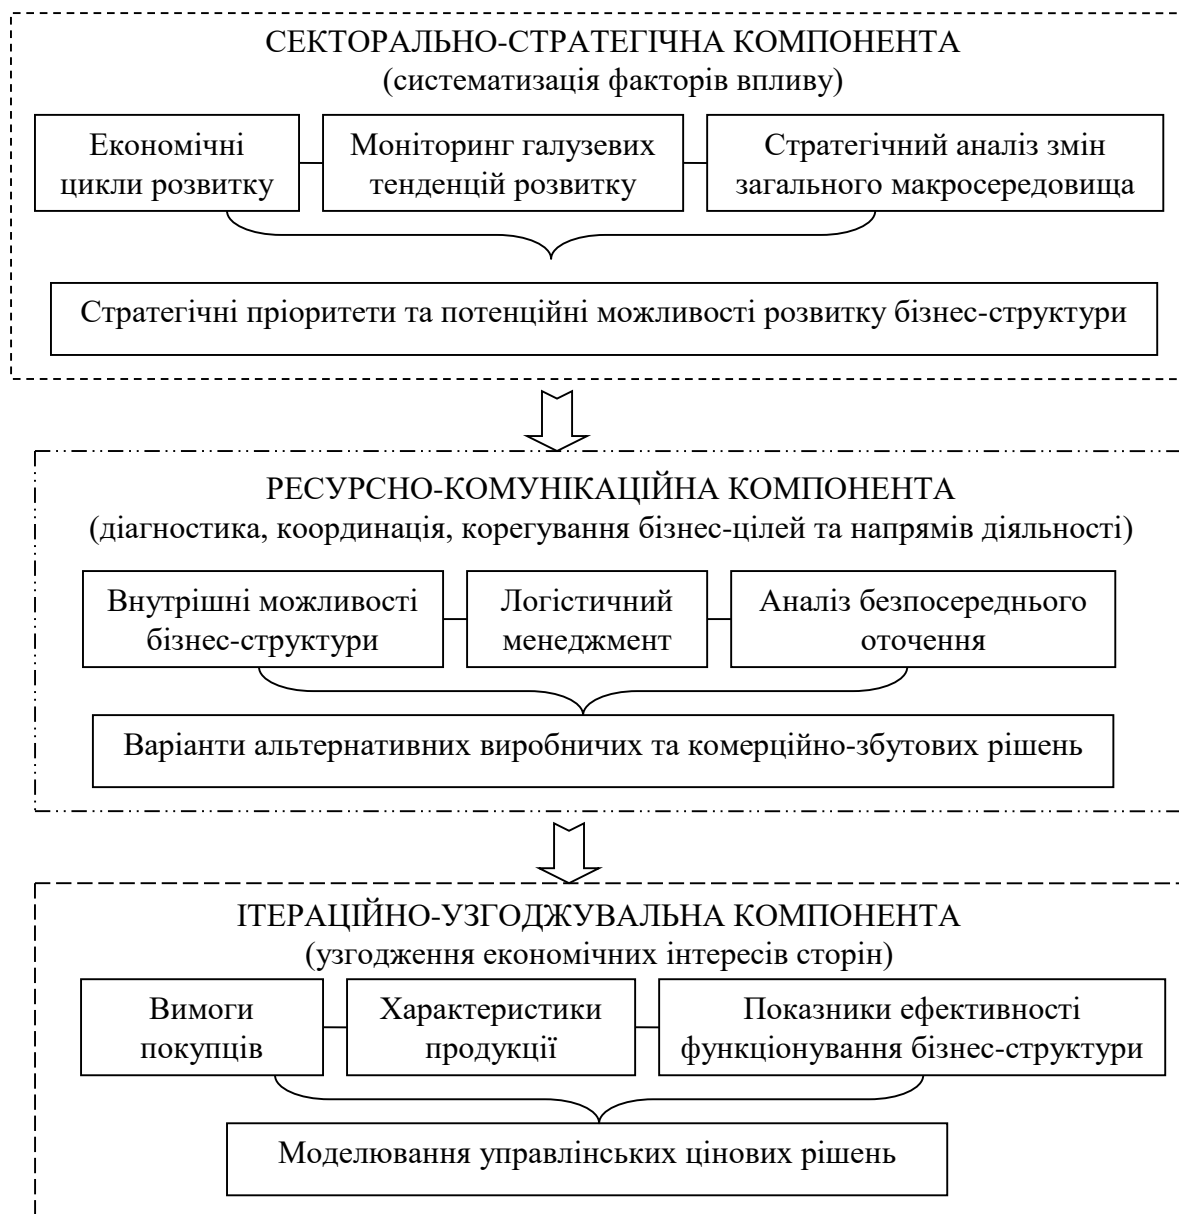 СЕКТОРАЛЬНО-СТРАТЕГІЧНА КОМПОНЕНТА
(систематизація факторів впливу)
Економічні
цикли розвитку
Моніторинг галузевих
тенденцій розвитку
Стратегічний аналіз змін
загального макросередовища
Стратегічні пріоритети та потенційні можливості розвитку бізнес-структури
РЕСУРСНО-КОМУНІКАЦІЙНА КОМПОНЕНТА
(діагностика, координація, корегування бізнес-цілей та напрямів діяльності)
Внутрішні можливості
бізнес-структури
Логістичний
менеджмент
Аналіз безпосереднього
оточення
Варіанти альтернативних виробничих та комерційно-збутових рішень
ІТЕРАЦІЙНО-УЗГОДЖУВАЛЬНА КОМПОНЕНТА
(узгодження економічних інтересів сторін)
Вимоги
покупців
Характеристики
продукції
Показники ефективності
функціонування бізнес-структури
Моделювання управлінських цінових рішень